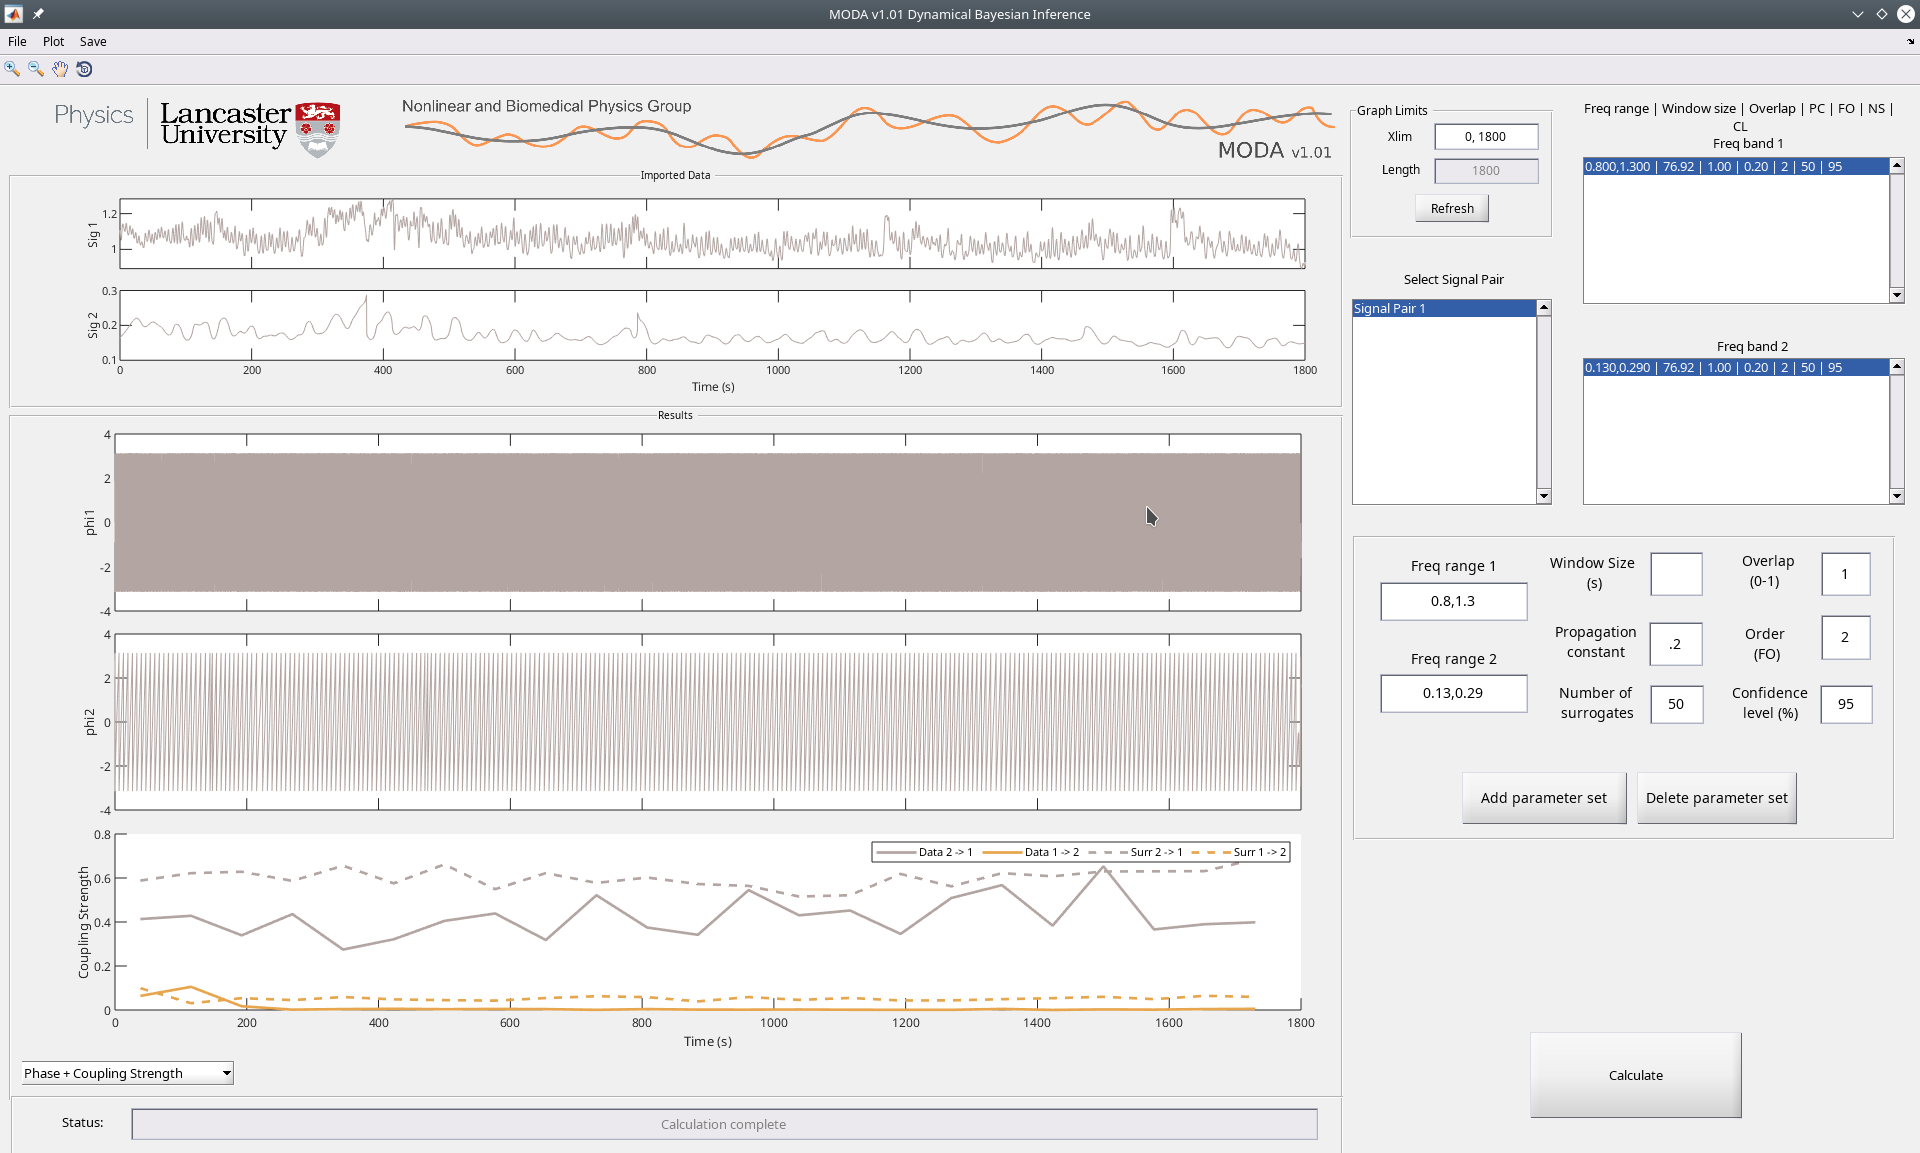 MODA v1.01 Dynamical Bayesian Inference
File Plot Save
Physics
Lancaster
University
Nonlinear and Biomedical Physics Group
MODA v1.01
Imported Data
Sig 1
1.2
1
Sig 2
0.3
0.2
0.1
0 200 400 600 800 1000 1200 1400 1600 1800
Time (s)
Results
phi1
4
2
0
-2
-4
phi2
4
2
0
-2
-4
Coupling Strength
0.8
0.6
0.4
0.2
0
Data 2 -> 1 Data 1 -> 2 Surr 2 -> 1 Surr 1 -> 2
0 200 400 600 800 1000 1200 1400 1600 1800
Time (s)
Phase + Coupling Strength
Status: Calculation complete
Graph Limits
Xlim 0, 1800
Length 1800
Refresh
Select Signal Pair
Signal Pair 1
Freq range | Window size | Overlap | PC | FO | NS |
CL
Freq band 1
0.800,1.300 | 76.92 | 1.00 | 0.20 | 2 | 50 | 95
Freq band 2
0.130,0.290 | 76.92 | 1.00 | 0.20 | 2 | 50 | 95
Freq range 1
0.8,1.3
Freq range 2
0.13,0.29
Window Size
(s)
Overlap
(0-1)
1
Propagation
constant
.2
Order
(FO)
2
Number of
surrogates
50
Confidence
level (%)
95
Add parameter set
Delete parameter set
Calculate